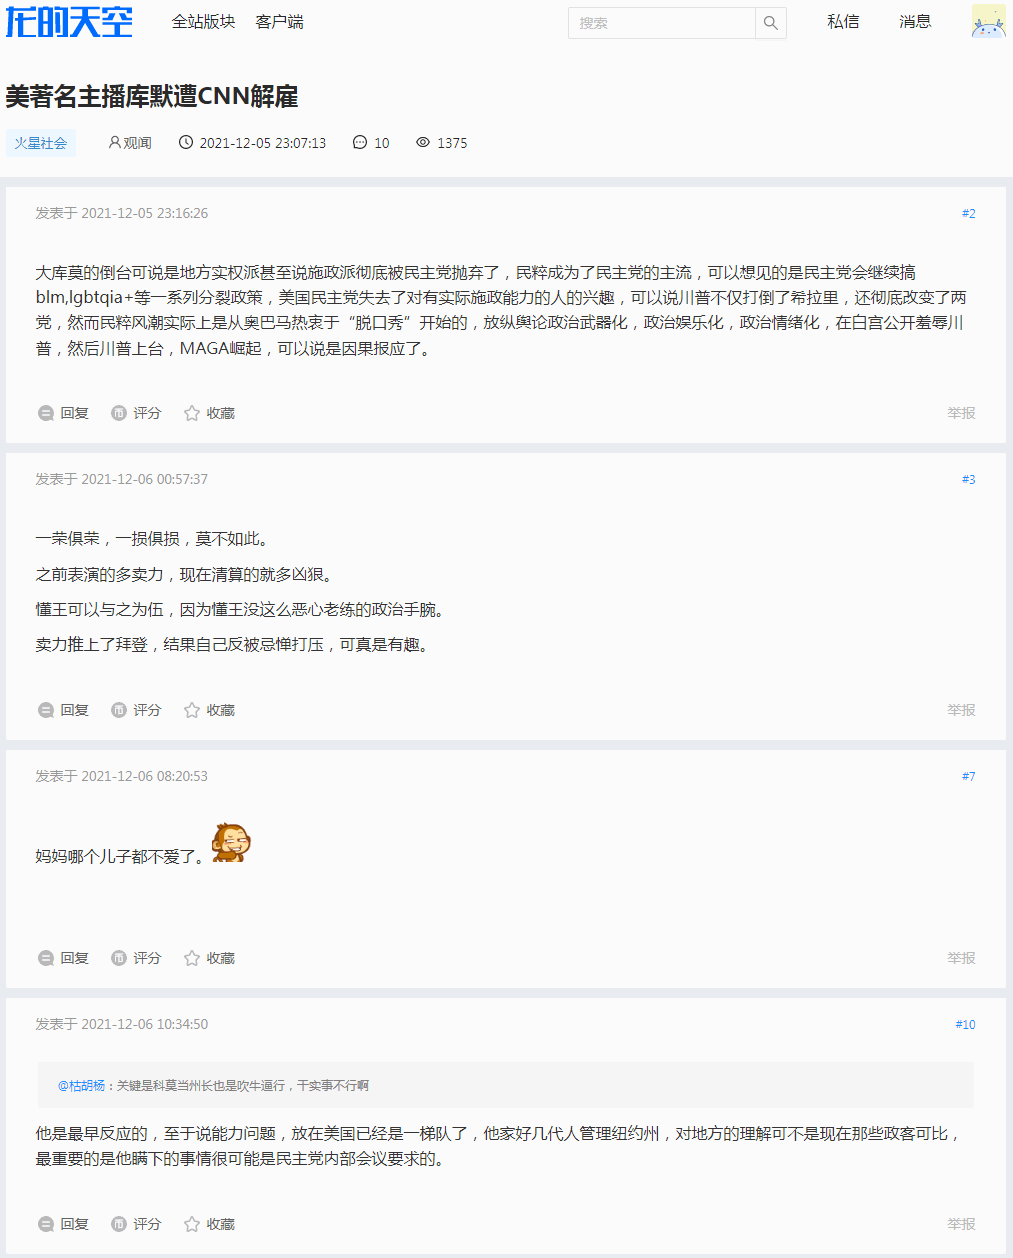 龙的天空 全站版块 客户端 搜索 私信 消息
美著名主播库默遭CNN解雇
火星社会 观闻 2021-12-05 23:07:13 10 1375
发表于 2021-12-05 23:16:26 #2
大库莫的倒台可说是地方实权派甚至说施政派彻底被民主党抛弃了，民粹成为了民主党的主流，可以想见的是民主党会继续搞
blm,lgbtqia+等一系列分裂政策，美国民主党失去了对有实际施政能力的人的兴趣，可以说川普不仅打倒了希拉里，还彻底改变了两
党，然而民粹风潮实际上是从奥巴马热衷于“脱口秀”开始的，放纵舆论政治武器化，政治娱乐化，政治情绪化，在白宫公开羞辱川
普，然后川普上台，MAGA崛起，可以说是因果报应了。
回复 评分 收藏 举报
发表于 2021-12-06 00:57:37 #3
一荣俱荣，一损俱损，莫不如此。
之前表演的多卖力，现在清算的就多凶狠。
懂王可以与之为伍，因为懂王没这么恶心老练的政治手腕。
卖力推上了拜登，结果自己反被忌惮打压，可真是有趣。
回复 评分 收藏 举报
发表于 2021-12-06 08:20:53 #7
妈妈哪个儿子都不爱了。
回复 评分 收藏 举报
发表于 2021-12-06 10:34:50 #10
@枯胡杨：关键是科莫当州长也是吹牛逼行，干实事不行啊
他是最早反应的，至于说能力问题，放在美国已经是一梯队了，他家好几代人管理纽约州，对地方的理解可不是现在那些政客可比，
最重要的是他瞒下的事情很可能是民主党内部会议要求的。
回复 评分 收藏 举报